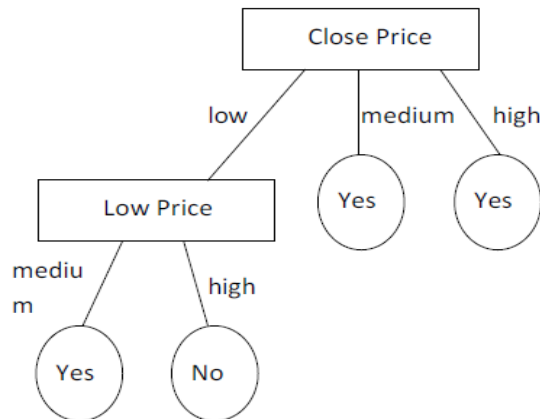 Close Price
low
medium
high
Yes
Yes
Low Price
mediu
m
high
Yes
No